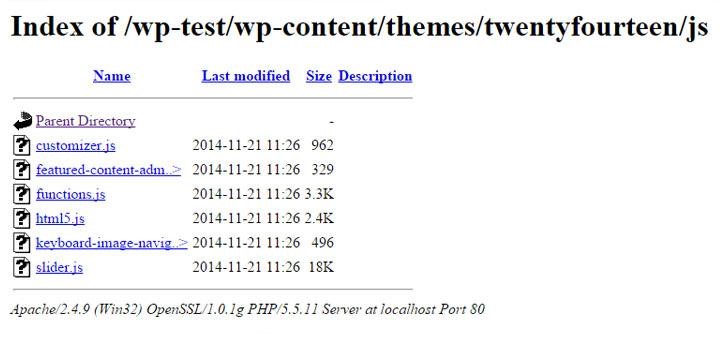 Index of /wp-test/wp-content/themes/twentyfourteen/js
Name Last modified Size Description
Parent Directory -
customizer.js 2014-11-21 11:26 962
featured-content-adm..> 2014-11-21 11:26 329
functions.js 2014-11-21 11:26 3.3K
html5.js 2014-11-21 11:26 2.4K
keyboard-image-navig..> 2014-11-21 11:26 496
slider.js 2014-11-21 11:26 18K
Apache/2.4.9 (Win32) OpenSSL/1.0.1g PHP/5.5.11 Server at localhost Port 80